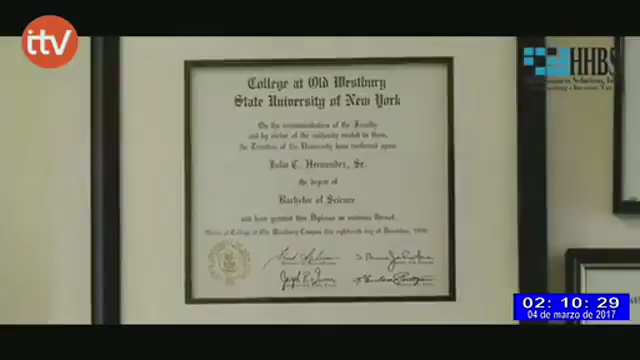 itv
HHBS
College at Old Westbury
State University of New York
On the recommendation of the Faculty
and by virtue of the authority vested in them,
the Trustees of the University have conferred upon
Julio C. Hernandez, Sr.
the degree of
Bachelor of Science
and have granted this Diploma as evidence thereof.
02: 10: 29
04 de marzo de 2017